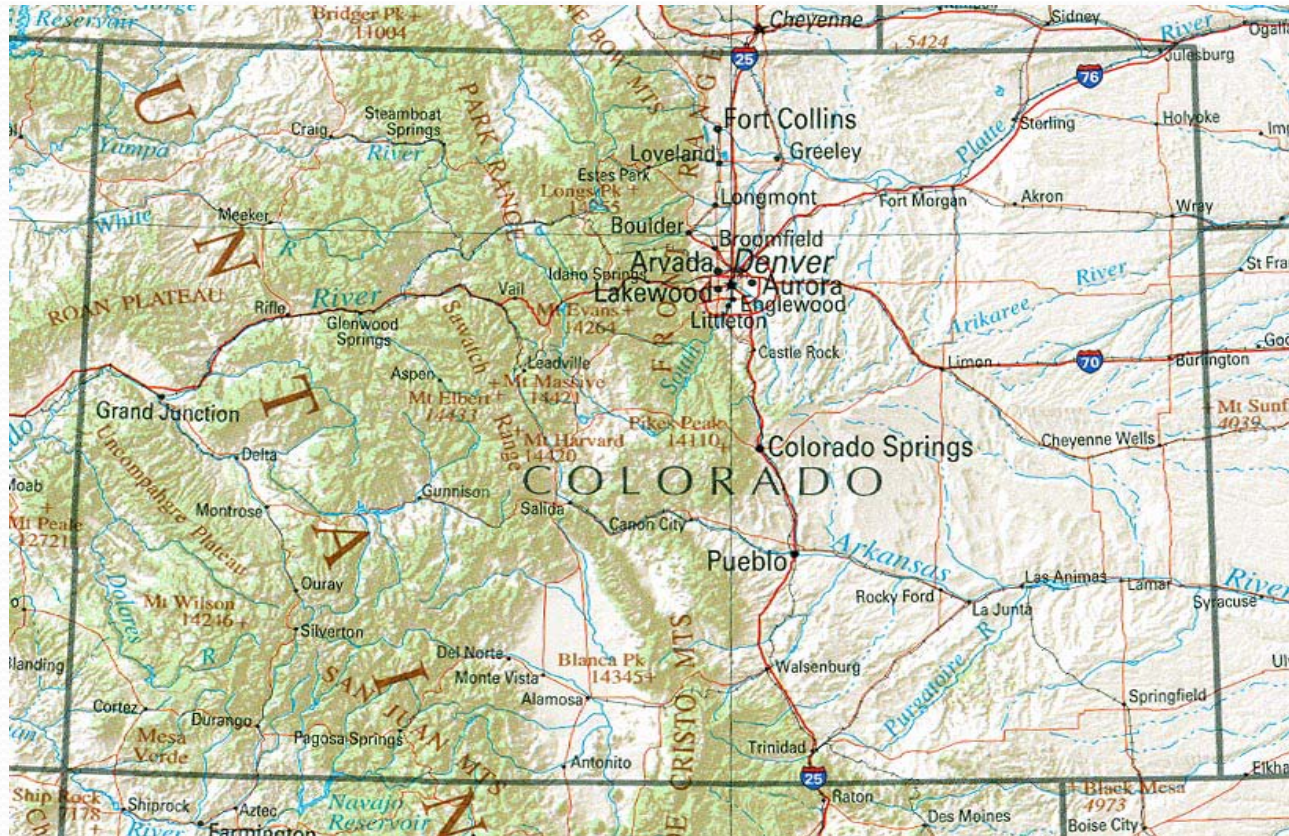 Reservoir
Bridger Pk +
11004
Cheyenne
Sidney
River
Ogalla
+ 5424
Julesburg
BOW MTS
25
76
U N T A I N
PARK RANGE
FRONT RANGE
Steamboat
Springs
Craig
Yampa
River
Fort Collins
Loveland
Greeley
Platte
Sterling
Holyoke
Estes Park
Longs Pk +
14255
Longmont
Fort Morgan
Akron
Wray
White
Meeker
R
Boulder
Broomfield
Arvada
Denver
Idaho Springs
Lakewood
Aurora
Englewood
Littleton
River
St Fran
Arikaree
ROAN PLATEAU
River
Rifle
Vail
Mt Evans +
14264
Glenwood
Springs
Sawatch
Range
South
Castle Rock
Limon
70
Burlington
Leadville
Aspen
+ Mt Massive
14421
Mt Elbert +
14433
Grand Junction
Pikes Peak
14110+
+ Mt Sunf
4039
+ Mt Harvard
14420
Colorado Springs
Cheyenne Wells
Uncompahgre Plateau
Delta
COLORADO
Moab
Gunnison
Montrose
Salida
Canon City
+
Mt Peale
12721
Pueblo
Arkansas
River
Ouray
Dolores
R
Las Animas
Lamar
Rocky Ford
La Junta
Syracuse
Mt Wilson
14246+
Silverton
Purgatoire R
Del Norte
Blanca Pk
14345+
Walsenburg
Blanding
Monte Vista
Alamosa
Springfield
SAN JUAN MTS
Cortez
Durango
Pagosa Springs
Mesa
Verde
CRISTO MTS
Trinidad
Antonito
25
Elkha
Ship Rock
7178
+
Shiprock
Aztec
Navajo
Reservoir
Raton
+ Black Mesa
4973
River
Farmington
Des Moines
Boise City